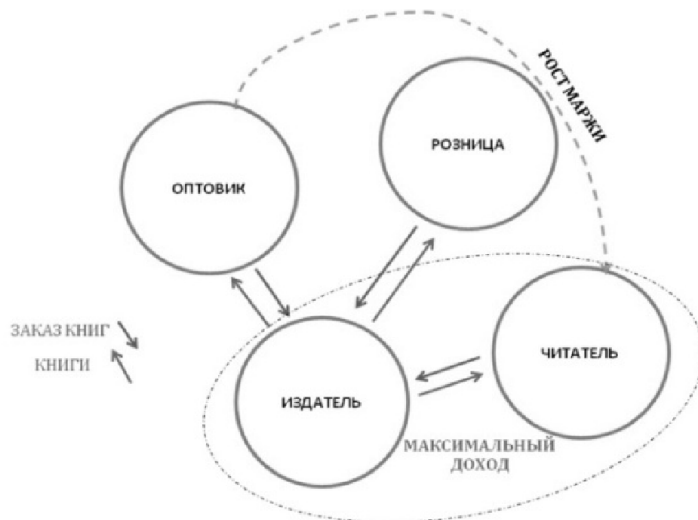 РОСТ МАРЖИ
РОЗНИЦА
ОПТОВИК
ЗАКАЗ КНИГ
КНИГИ
ЧИТАТЕЛЬ
ИЗДАТЕЛЬ
МАКСИМАЛЬНЫЙ
ДОХОД